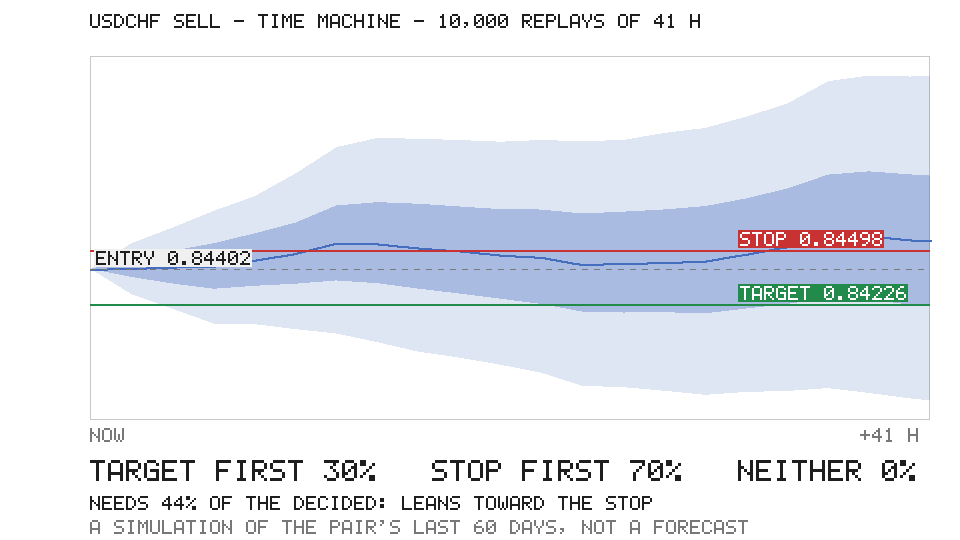 USDCHF SELL - TIME MACHINE - 10,000 REPLAYS OF 41 H
STOP 0.84498
ENTRY 0.84402
TARGET 0.84226
NOW +41 H
TARGET FIRST 30% STOP FIRST 70% NEITHER 0%
NEEDS 44% OF THE DECIDED: LEANS TOWARD THE STOP
A SIMULATION OF THE PAIR'S LAST 60 DAYS, NOT A FORECAST